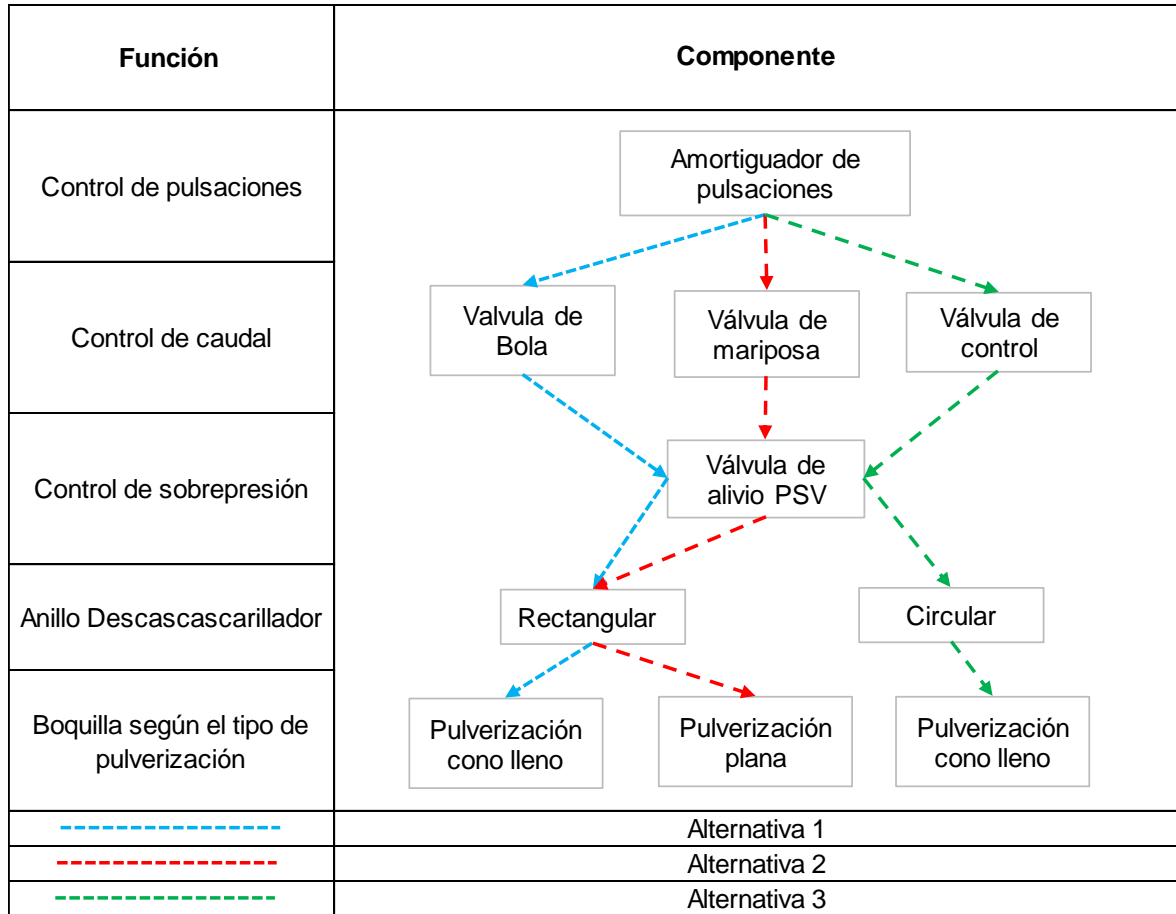 Función
Componente
Control de pulsaciones
Amortiguador de
pulsaciones
Control de caudal
Valvula de
Bola
Válvula de
mariposa
Válvula de
control
Control de sobrepresión
Válvula de
alivio PSV
Anillo Descascascarillador
Rectangular
Circular
Boquilla según el tipo de
pulverización
Pulverización
cono lleno
Pulverización
plana
Pulverización
cono lleno
Alternativa 1
Alternativa 2
Alternativa 3